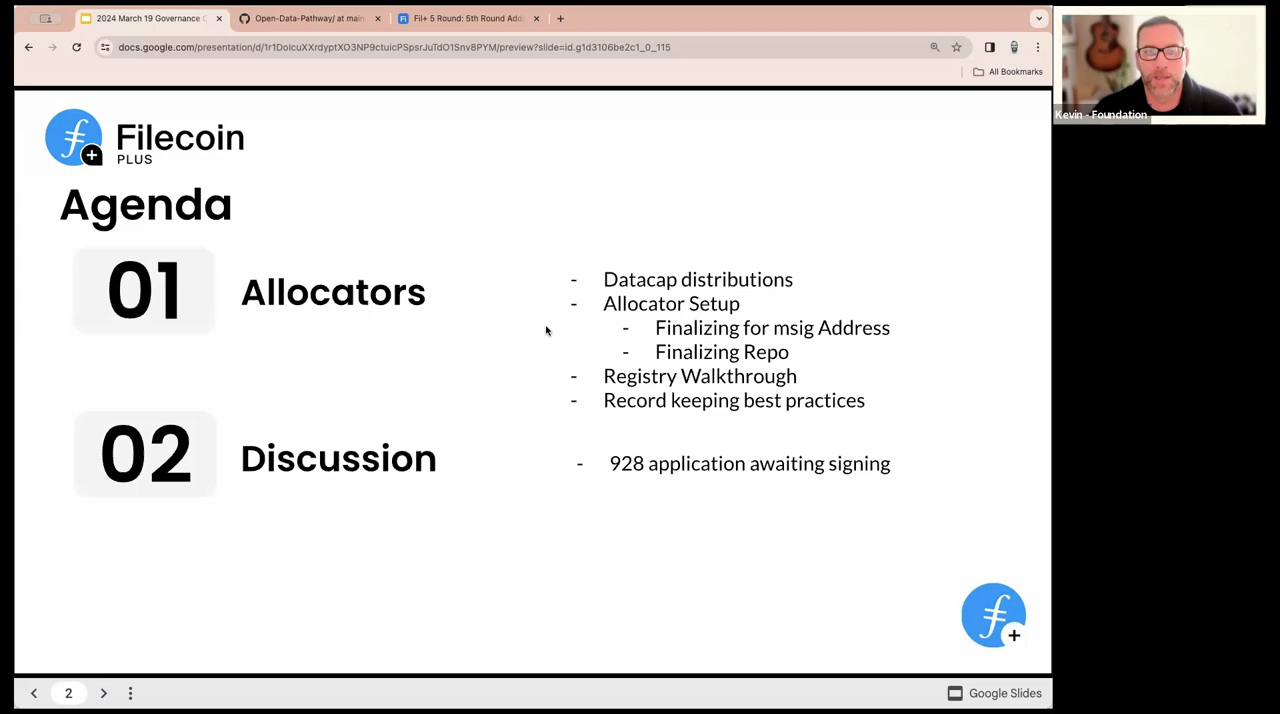 2024 March 19 Governance C
Open-Data-Pathway/ at main
Fil+ 5 Round: 5th Round Add
docs.google.com/presentation/d/1r1DolcuXXrdyptXO3NP9ctuicPSpsrJuTdO1Snv8PYM/preview?slide=id.g1d3106be2c1_0_115
All Bookmarks
Kevin - Foundation
Filecoin
PLUS
Agenda
01
Allocators
- Datacap distributions
- Allocator Setup
- Finalizing for msig Address
- Finalizing Repo
- Registry Walkthrough
- Record keeping best practices
02
Discussion
- 928 application awaiting signing
2
Google Slides